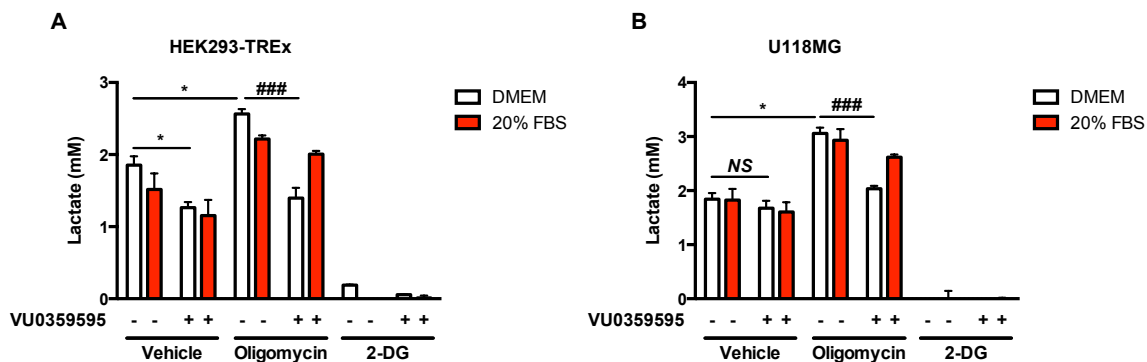 A
HEK293-TREx
Lactate (mM)
3
2
1
0
*
*
###
DMEM
20% FBS
VU0359595 - - + + - - + + - - + +
Vehicle Oligomycin 2-DG
B
U118MG
Lactate (mM)
4
3
2
1
0
*
NS
###
DMEM
20% FBS
VU0359595 - - + + - - + + - - + +
Vehicle Oligomycin 2-DG